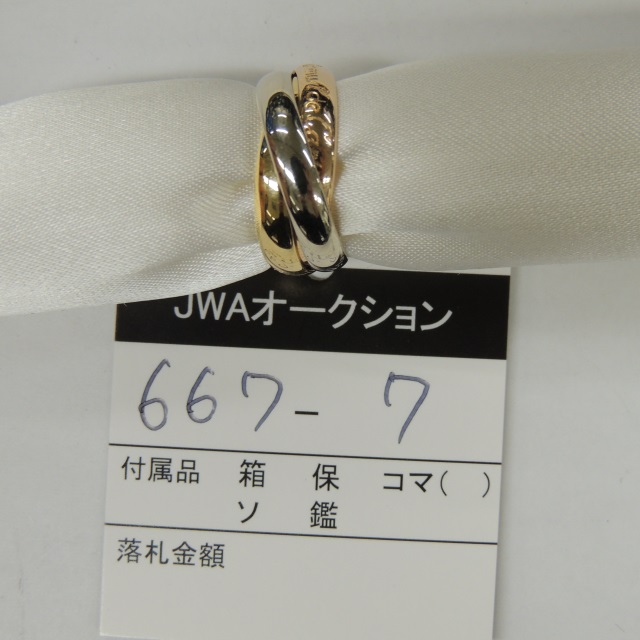 JWAオークション
667-7
付属品 箱 保 コマ( )
ソ 鑑
落札金額